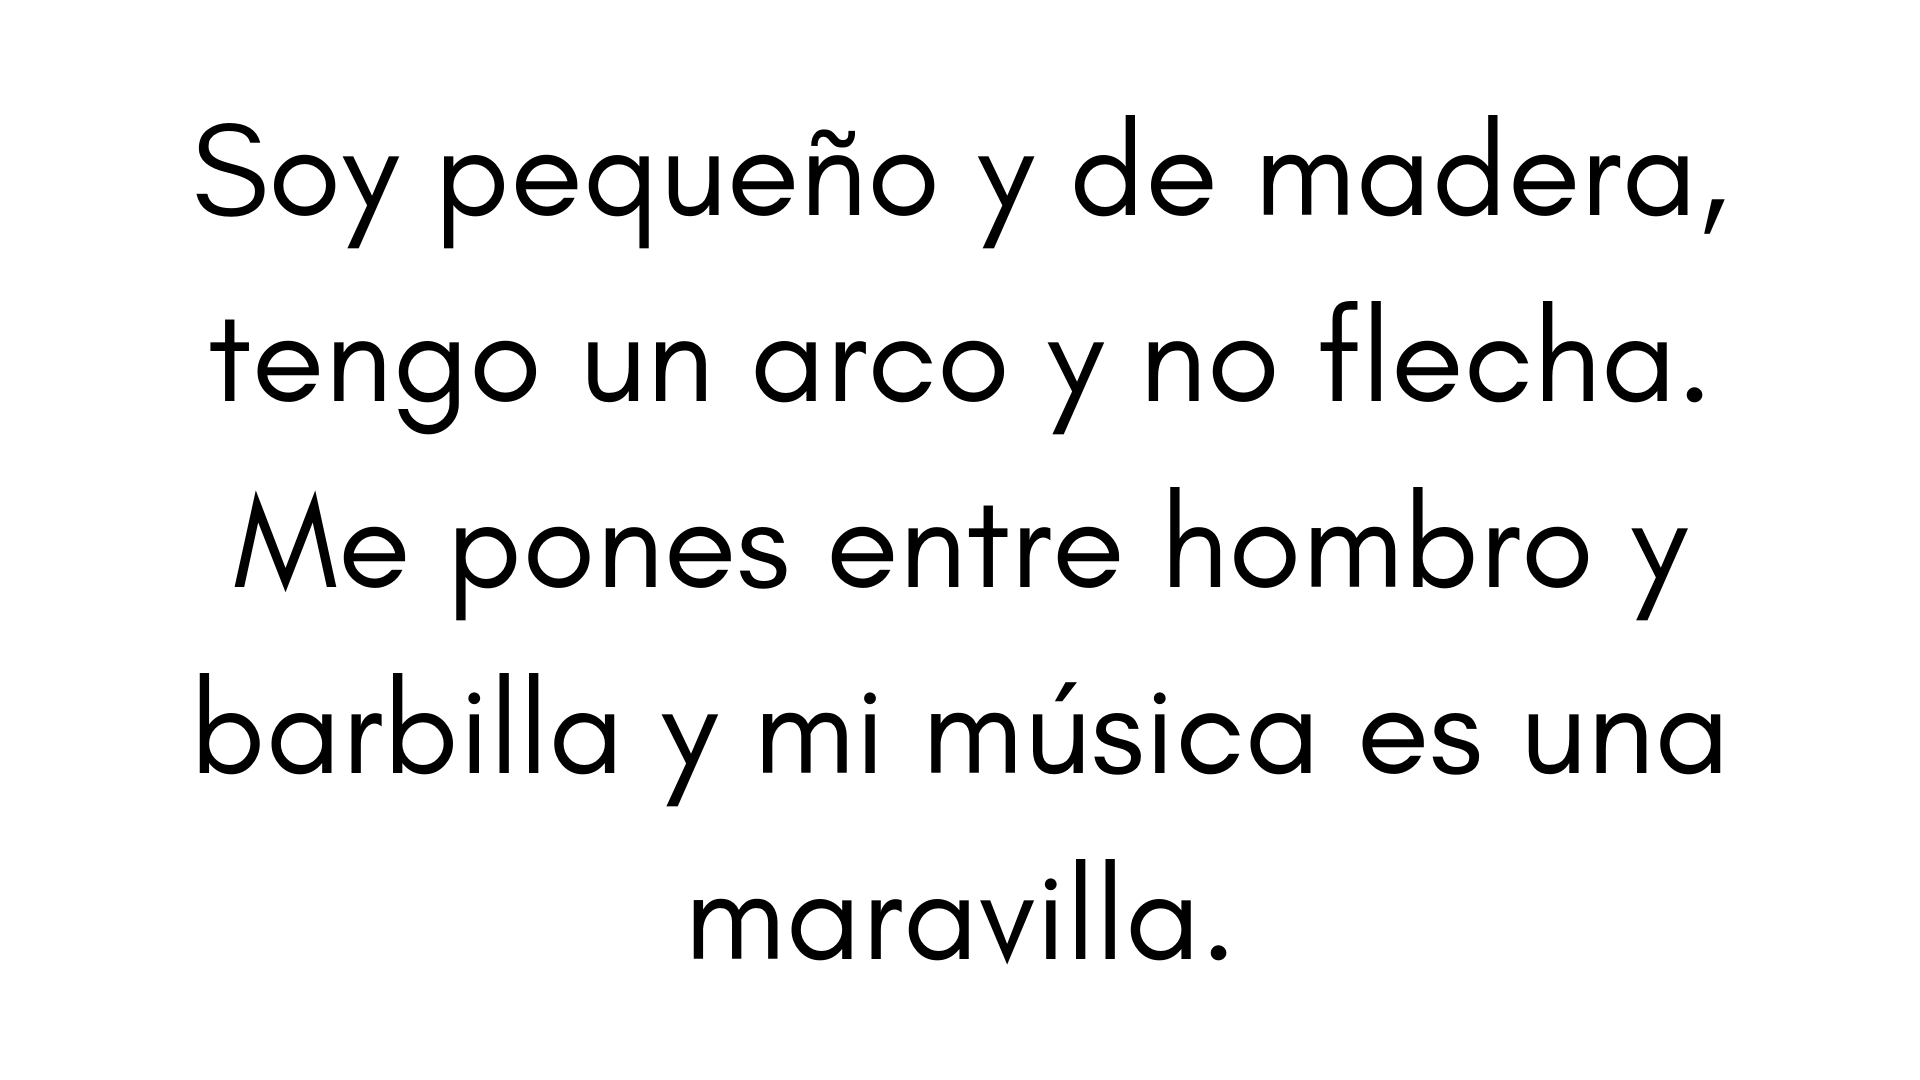 Soy pequeño y de madera,
tengo un arco y no flecha.
Me pones entre hombro y
barbilla y mi música es una
maravilla.